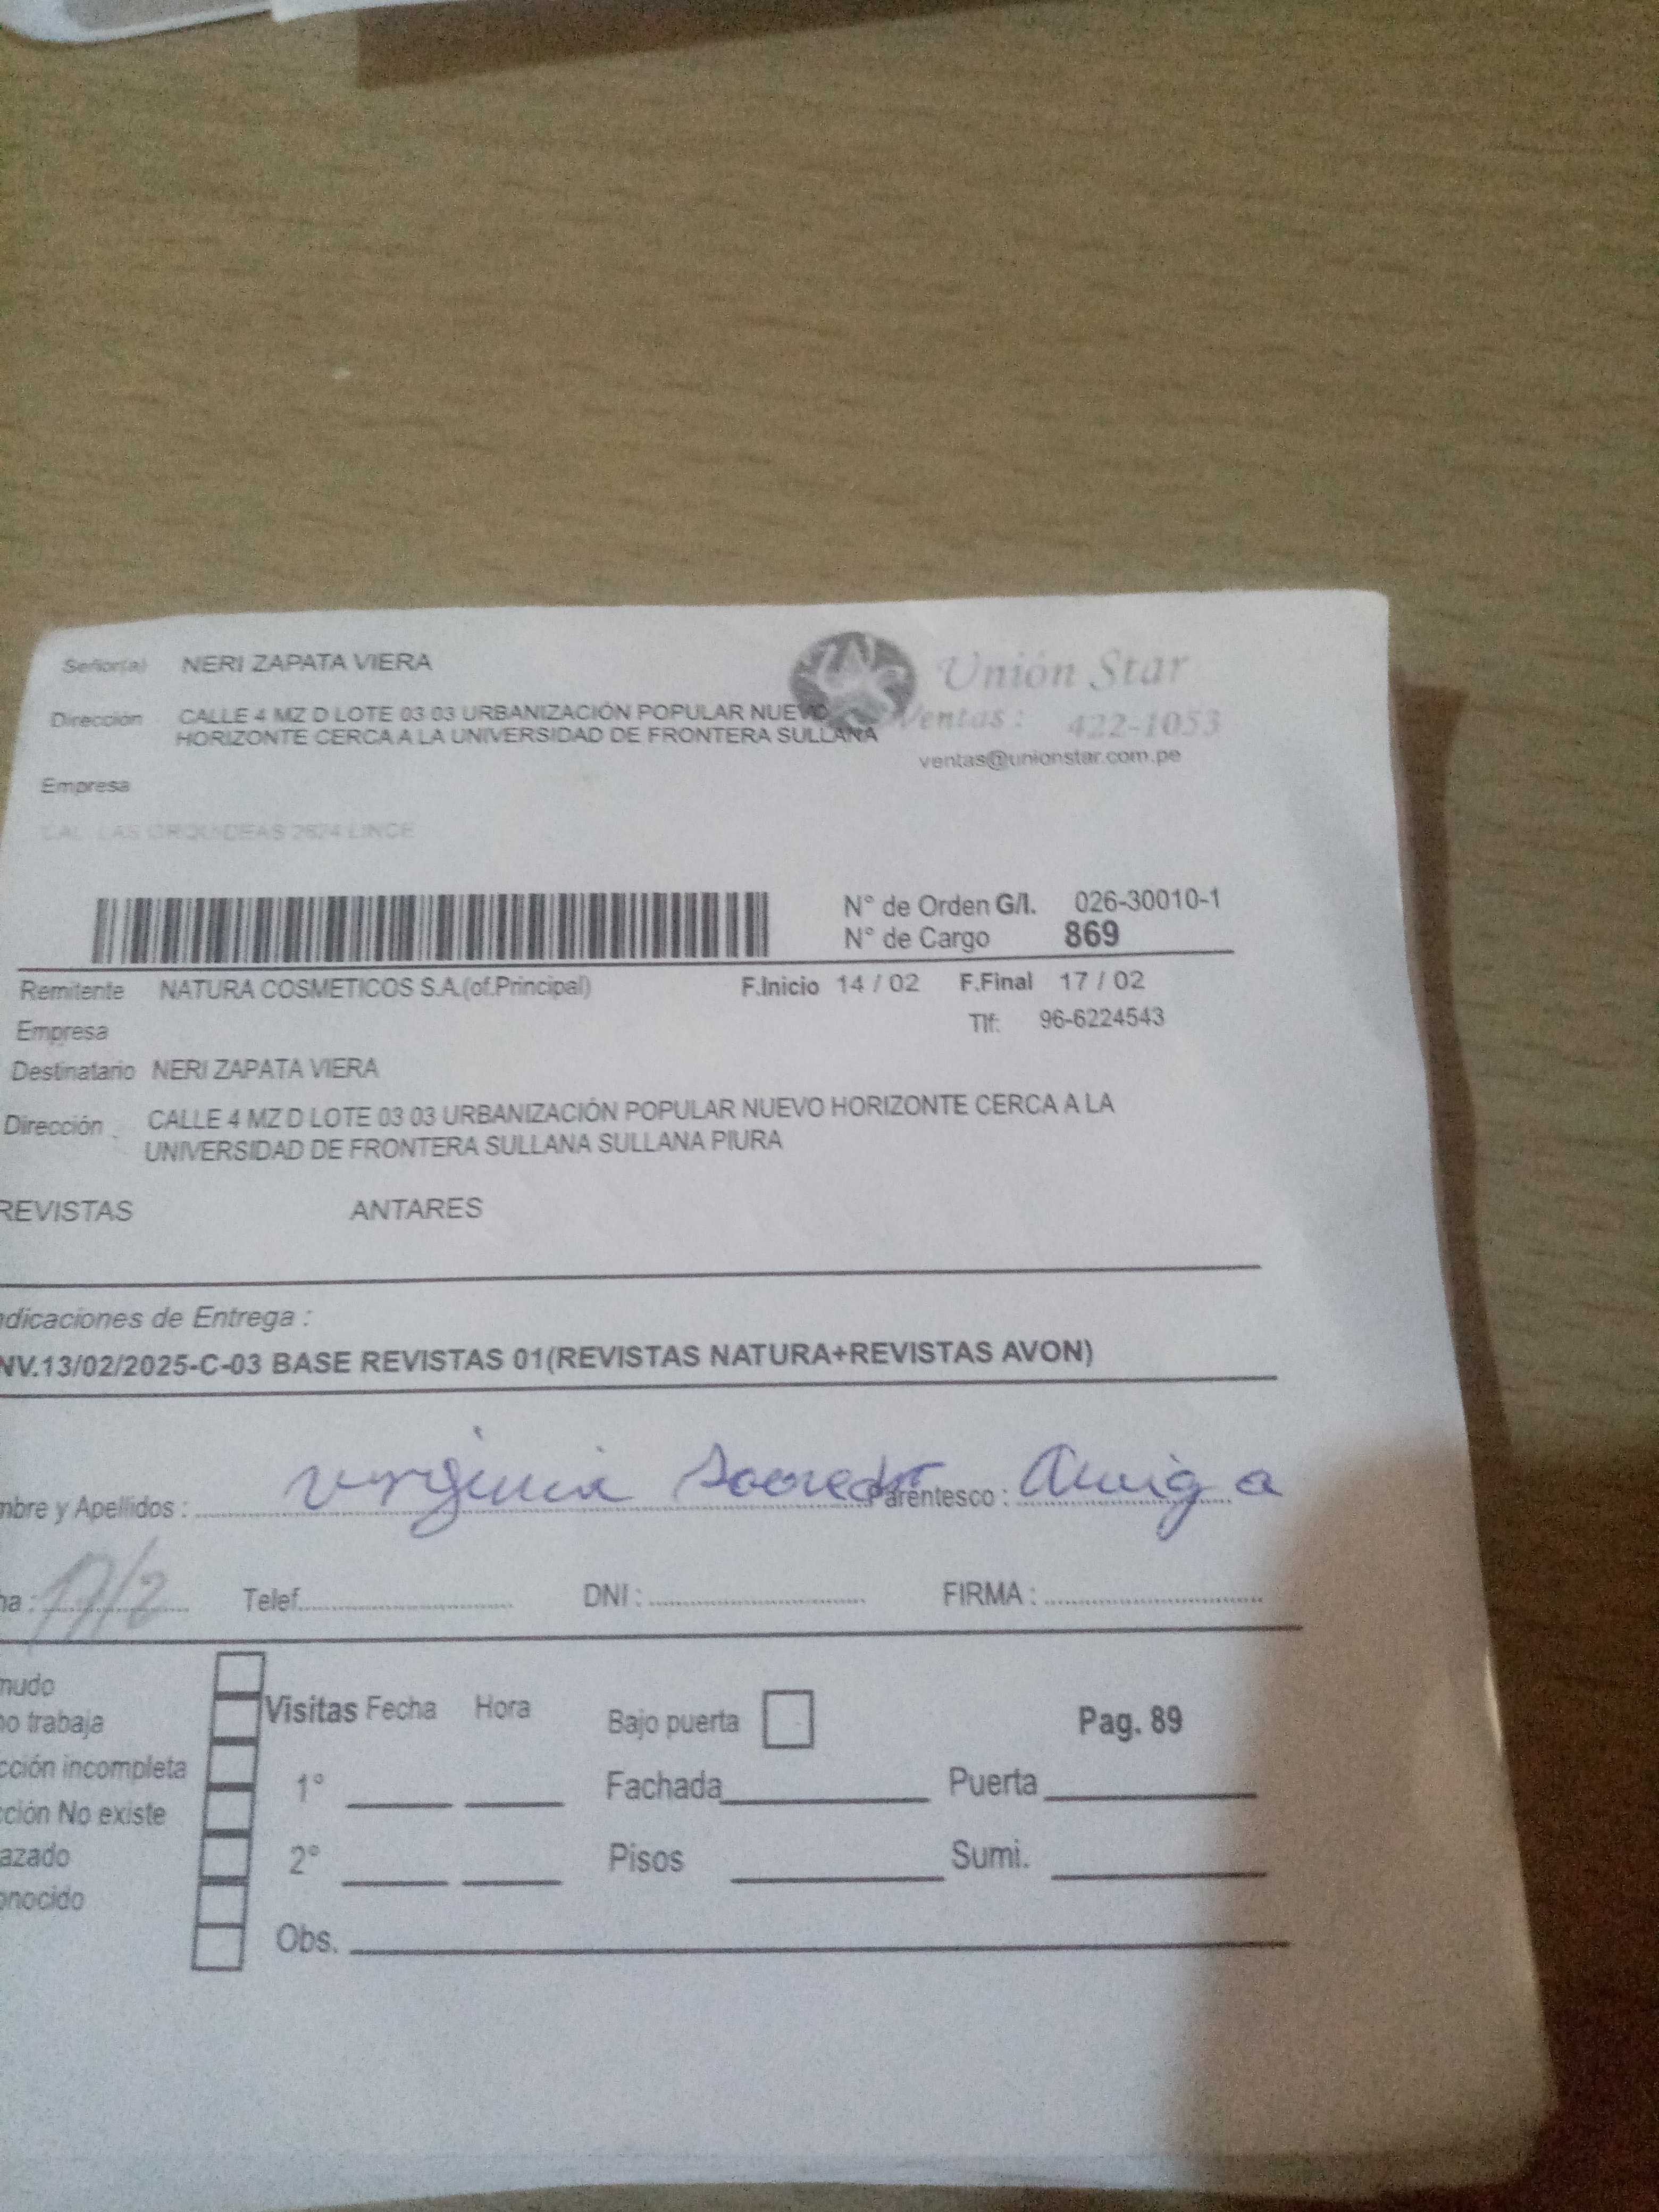 Señor(a) NERI ZAPATA VIERA
Unión Star
Dirección CALLE 4 MZ D LOTE 03 03 URBANIZACIÓN POPULAR NUEVO
HORIZONTE CERCA A LA UNIVERSIDAD DE FRONTERA SULLANA
Ventas : 422-1053
ventas@unionstar.com.pe
Empresa
CAL. LAS ORQUIDEAS 2624 LINCE
N° de Orden G/I. 026-30010-1
N° de Cargo 869
Remitente NATURA COSMETICOS S.A.(of.Principal) F.Inicio 14 / 02 F.Final 17 / 02
Empresa Tlf: 96-6224543
Destinatario NERI ZAPATA VIERA
Dirección CALLE 4 MZ D LOTE 03 03 URBANIZACIÓN POPULAR NUEVO HORIZONTE CERCA A LA
UNIVERSIDAD DE FRONTERA SULLANA SULLANA PIURA
REVISTAS ANTARES
ndicaciones de Entrega :
NV.13/02/2025-C-03 BASE REVISTAS 01(REVISTAS NATURA+REVISTAS AVON)
mbre y Apellidos : virginia Parentesco : Amiga
ha : 17/2 Telef. DNI : FIRMA :
mudo
o trabaja
cción incompleta
cción No existe
azado
onocido
Visitas Fecha Hora Bajo puerta Pag. 89
1° Fachada Puerta
2° Pisos Sumi.
Obs.